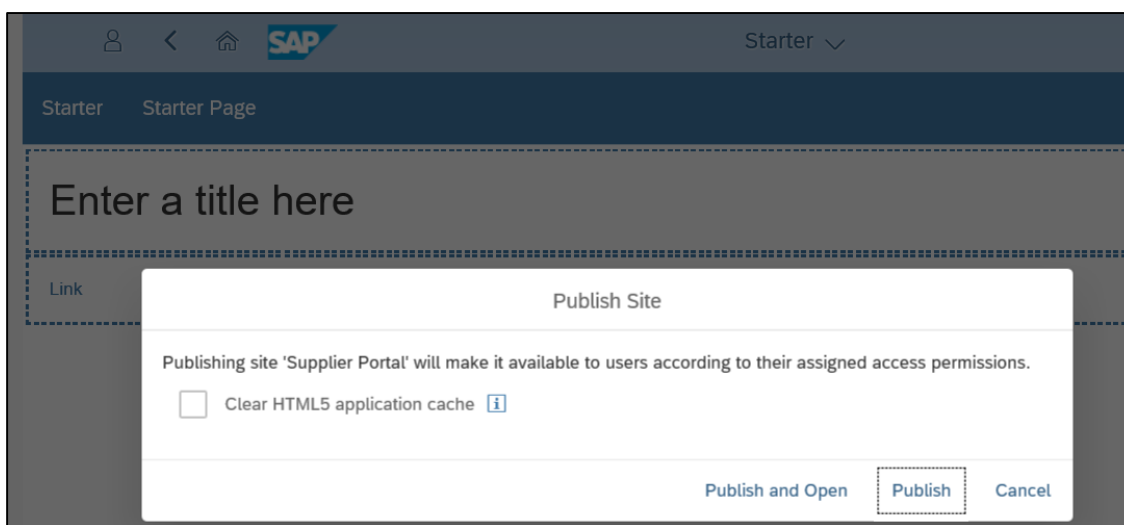 SAP
Starter
Starter Starter Page
Enter a title here
Link
Publish Site
Publishing site 'Supplier Portal' will make it available to users according to their assigned access permissions.
Clear HTML5 application cache i
Publish and Open Publish Cancel